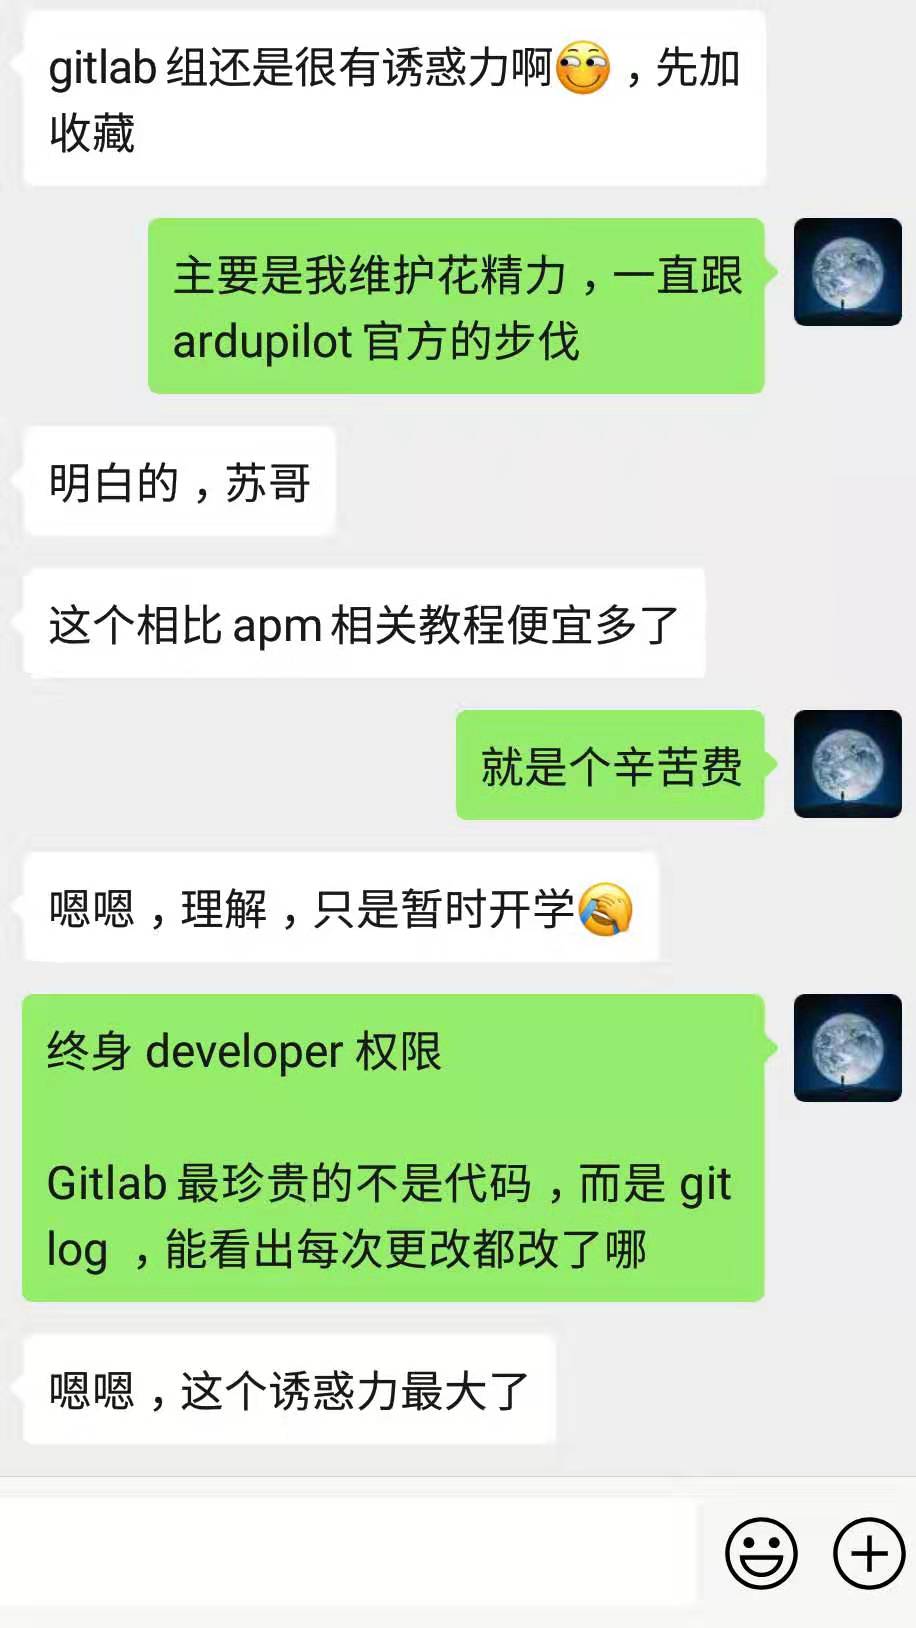 gitlab 组还是很有诱惑力啊，先加
收藏
主要是我维护花精力，一直跟
ardupilot 官方的步伐
明白的，苏哥
这个相比 apm 相关教程便宜多了
就是个辛苦费
嗯嗯，理解，只是暂时开学
终身 developer 权限
Gitlab 最珍贵的不是代码，而是 git
log ，能看出每次更改都改了哪
嗯嗯，这个诱惑力最大了